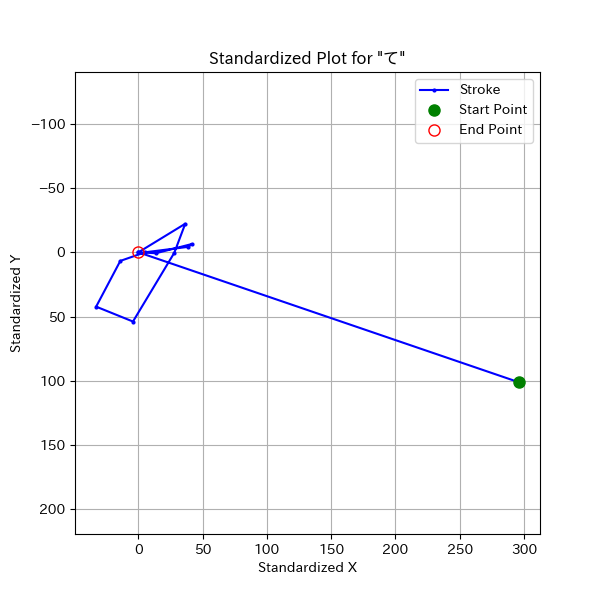 Standardized Plot for "て"
Stroke
Start Point
End Point
Standardized Y
−100
−50
0
50
100
150
200
0 50 100 150 200 250 300
Standardized X